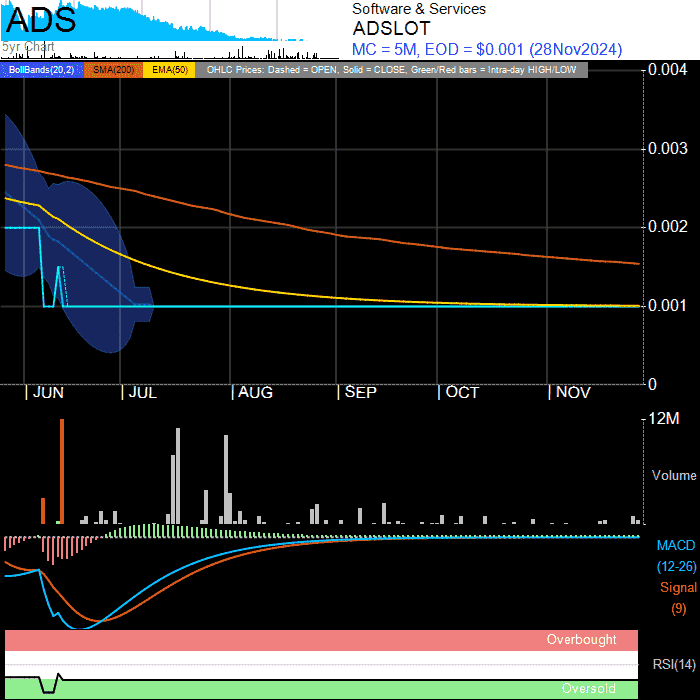 ADS
5yr Chart
Software & Services
ADSLOT
MC = 5M, EOD = $0.001 (28Nov2024)
BollBands(20,2) SMA(200) EMA(50) OHLC Prices: Dashed = OPEN, Solid = CLOSE, Green/Red bars = Intra-day HIGH/LOW
0.004
0.003
0.002
0.001
0
JUN JUL AUG SEP OCT NOV
12M
Volume
MACD
(12-26)
Signal
(9)
Overbought
RSI(14)
Oversold